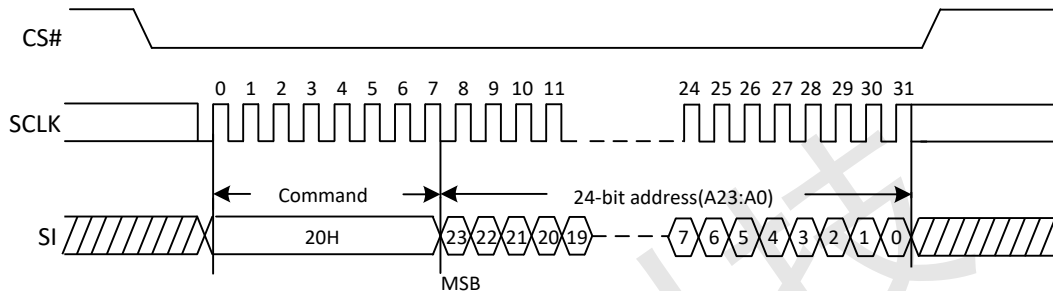 CS#
0 1 2 3 4 5 6 7 8 9 10 11 24 25 26 27 28 29 30 31
SCLK
Command 24-bit address(A23:A0)
SI 20H 23 22 21 20 19 7 6 5 4 3 2 1 0
MSB